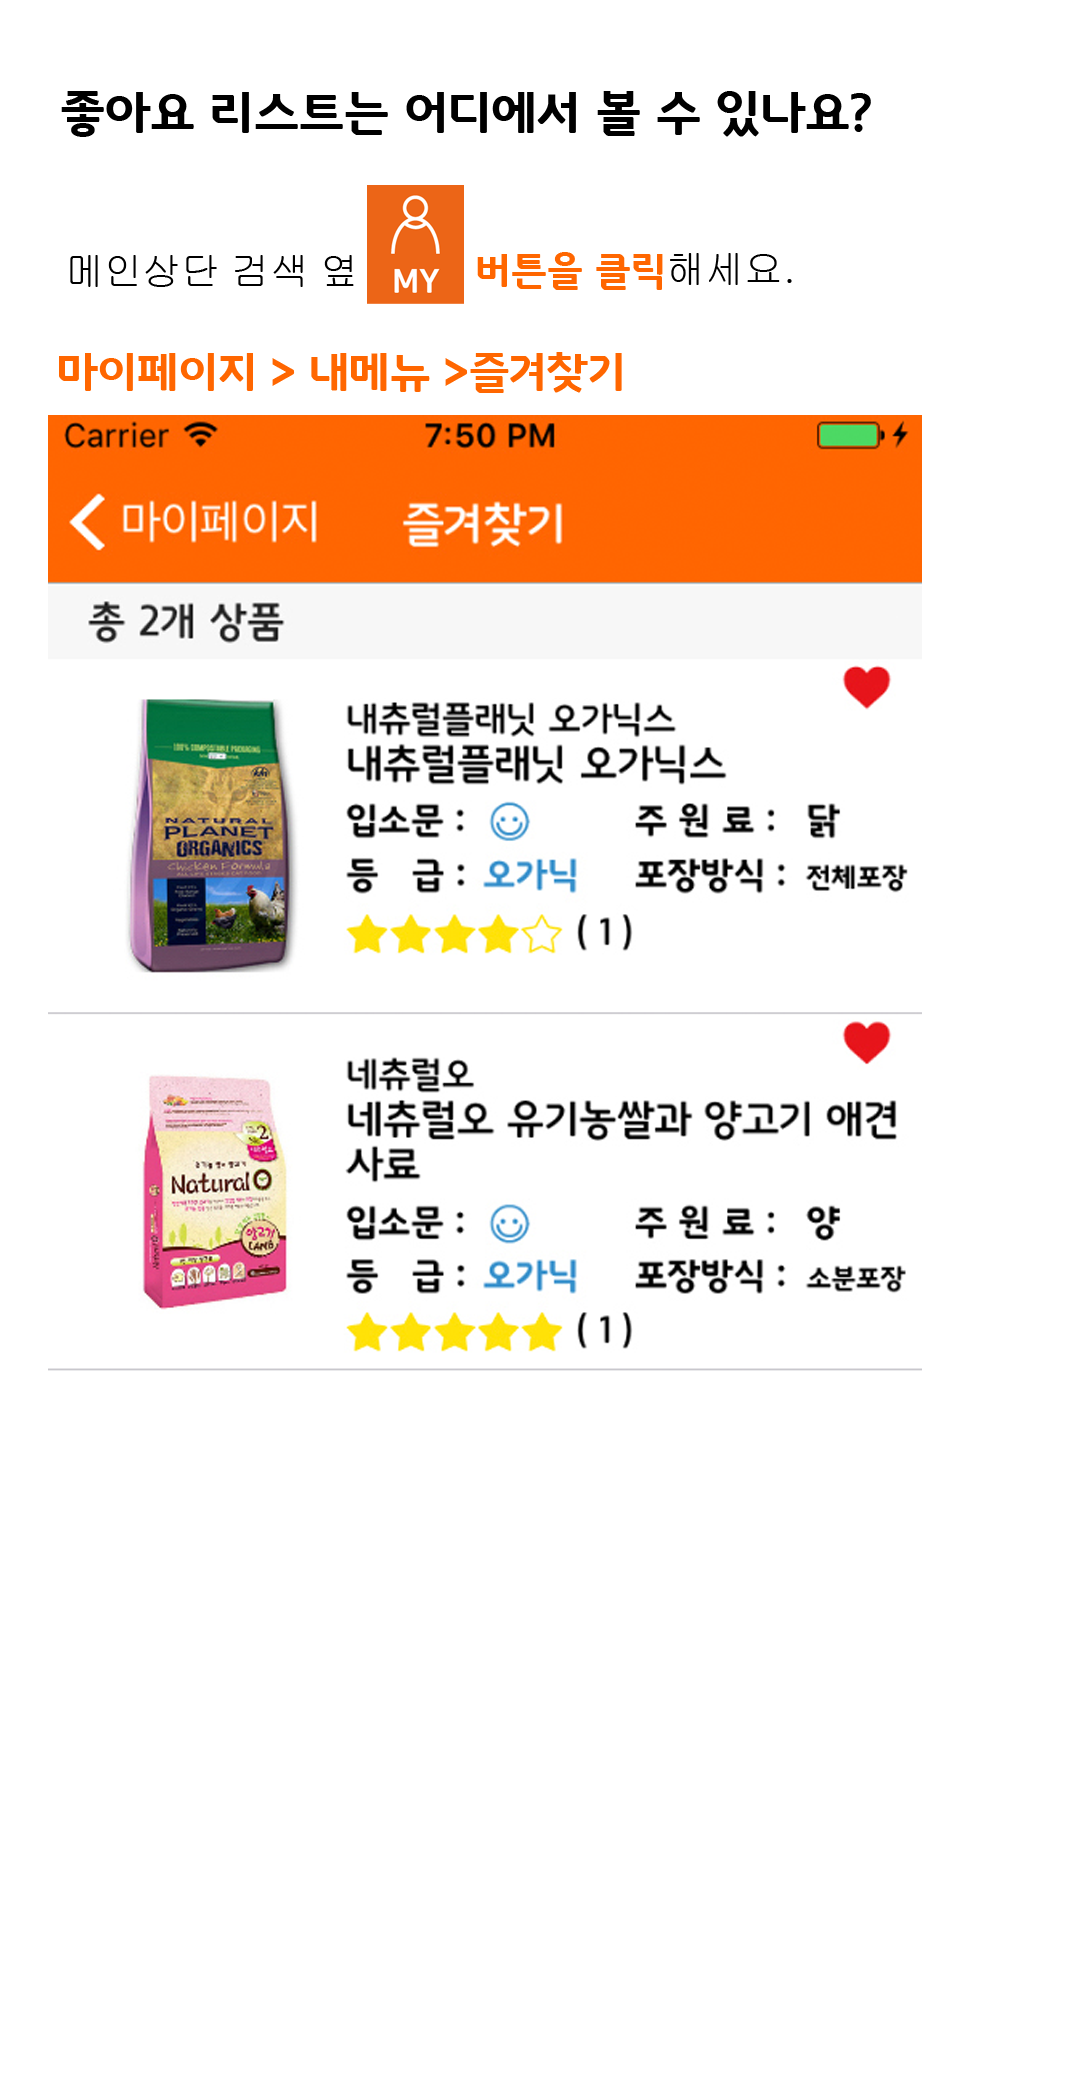 좋아요 리스트는 어디에서 볼 수 있나요?
메인상단 검색 옆 MY 버튼을 클릭해세요.
마이페이지 > 내메뉴 >즐겨찾기
Carrier 7:50 PM
마이페이지 즐겨찾기
총 2개 상품
내츄럴플래닛 오가닉스
내츄럴플래닛 오가닉스
입소문 : 주 원 료 : 닭
등 급 : 오가닉 포장방식 : 전체포장
( 1 )
100% COMPOSTABLE PACKAGING
NATURAL
PLANET
ORGANICS
Chicken Formula
네츄럴오
네츄럴오 유기농쌀과 양고기 애견
사료
입소문 : 주 원 료 : 양
등 급 : 오가닉 포장방식 : 소분포장
( 1 )
2
Natural O
양고기
LAMB